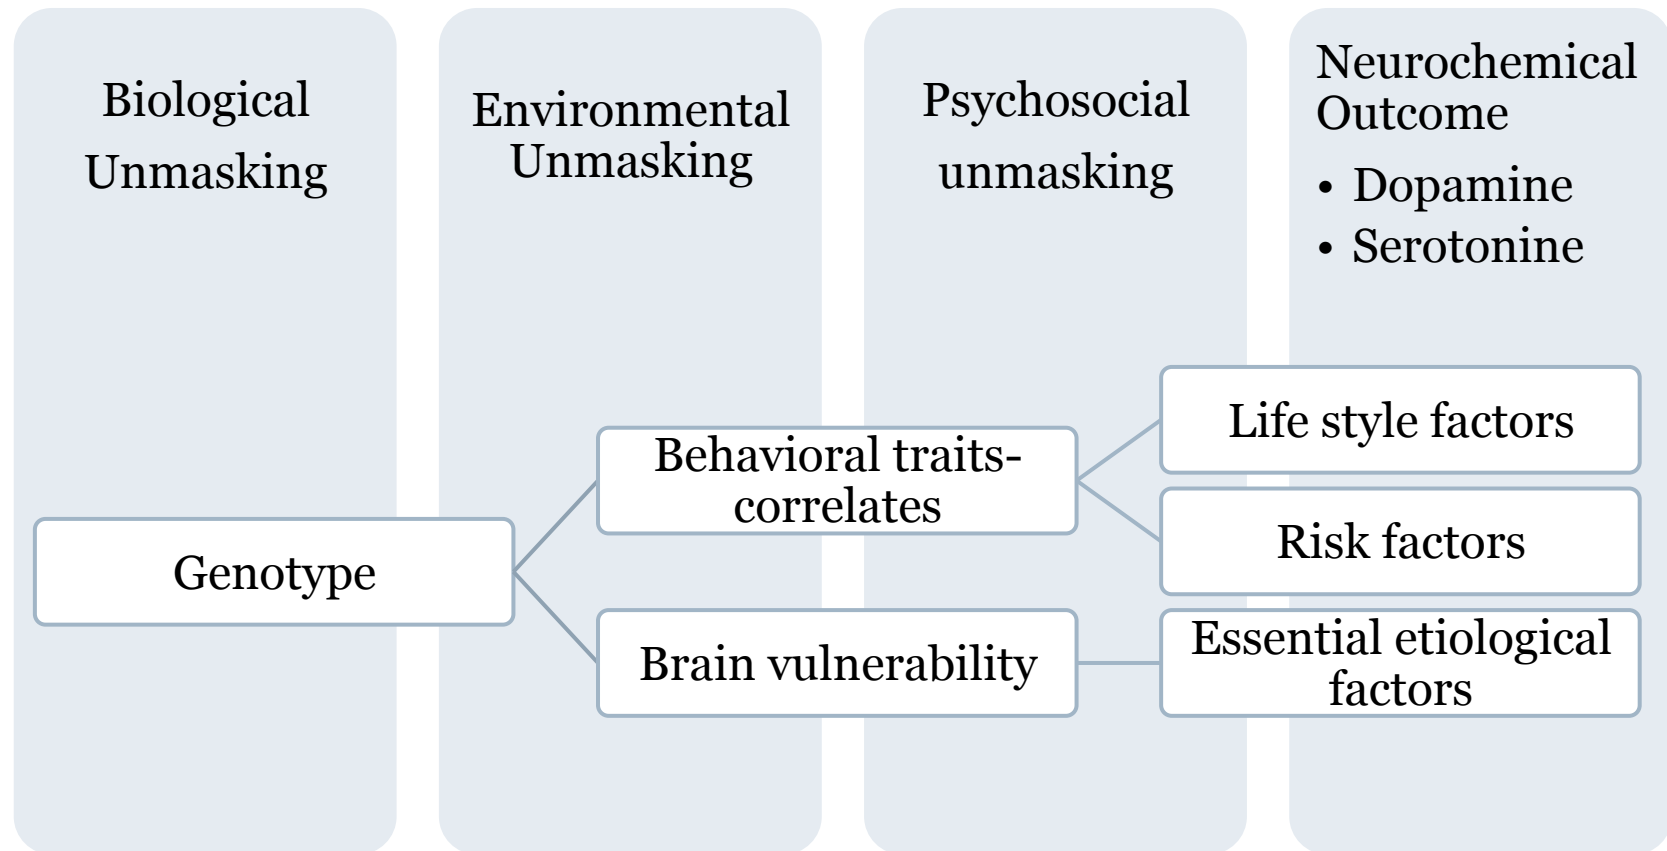 Biological
Unmasking
Environmental
Unmasking
Psychosocial
unmasking
Neurochemical
Outcome
• Dopamine
• Serotonine
Genotype
Behavioral traits-
correlates
Brain vulnerability
Life style factors
Risk factors
Essential etiological
factors